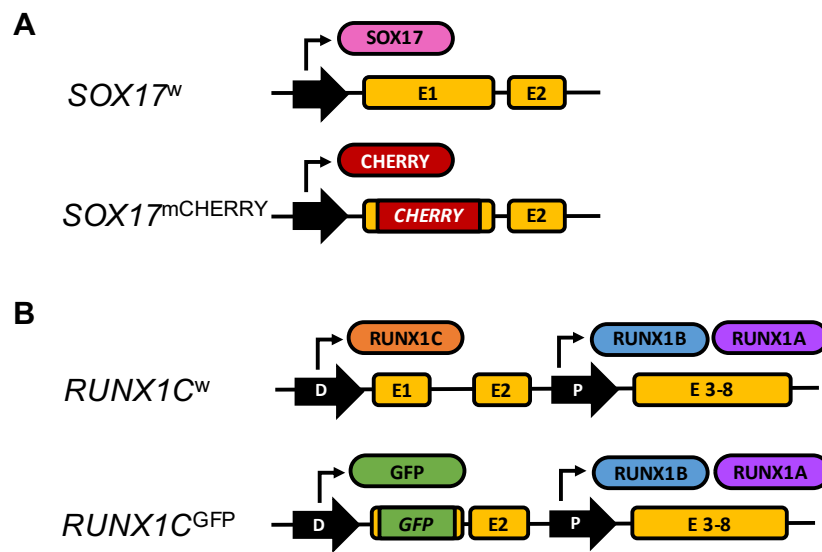 A
SOX17
SOX17ʷ E1 E2
CHERRY
SOX17ᵐCHERRY CHERRY E2
B
RUNX1C RUNX1B RUNX1A
RUNX1Cʷ D E1 E2 P E 3-8
GFP RUNX1B RUNX1A
RUNX1CGFP D GFP E2 P E 3-8